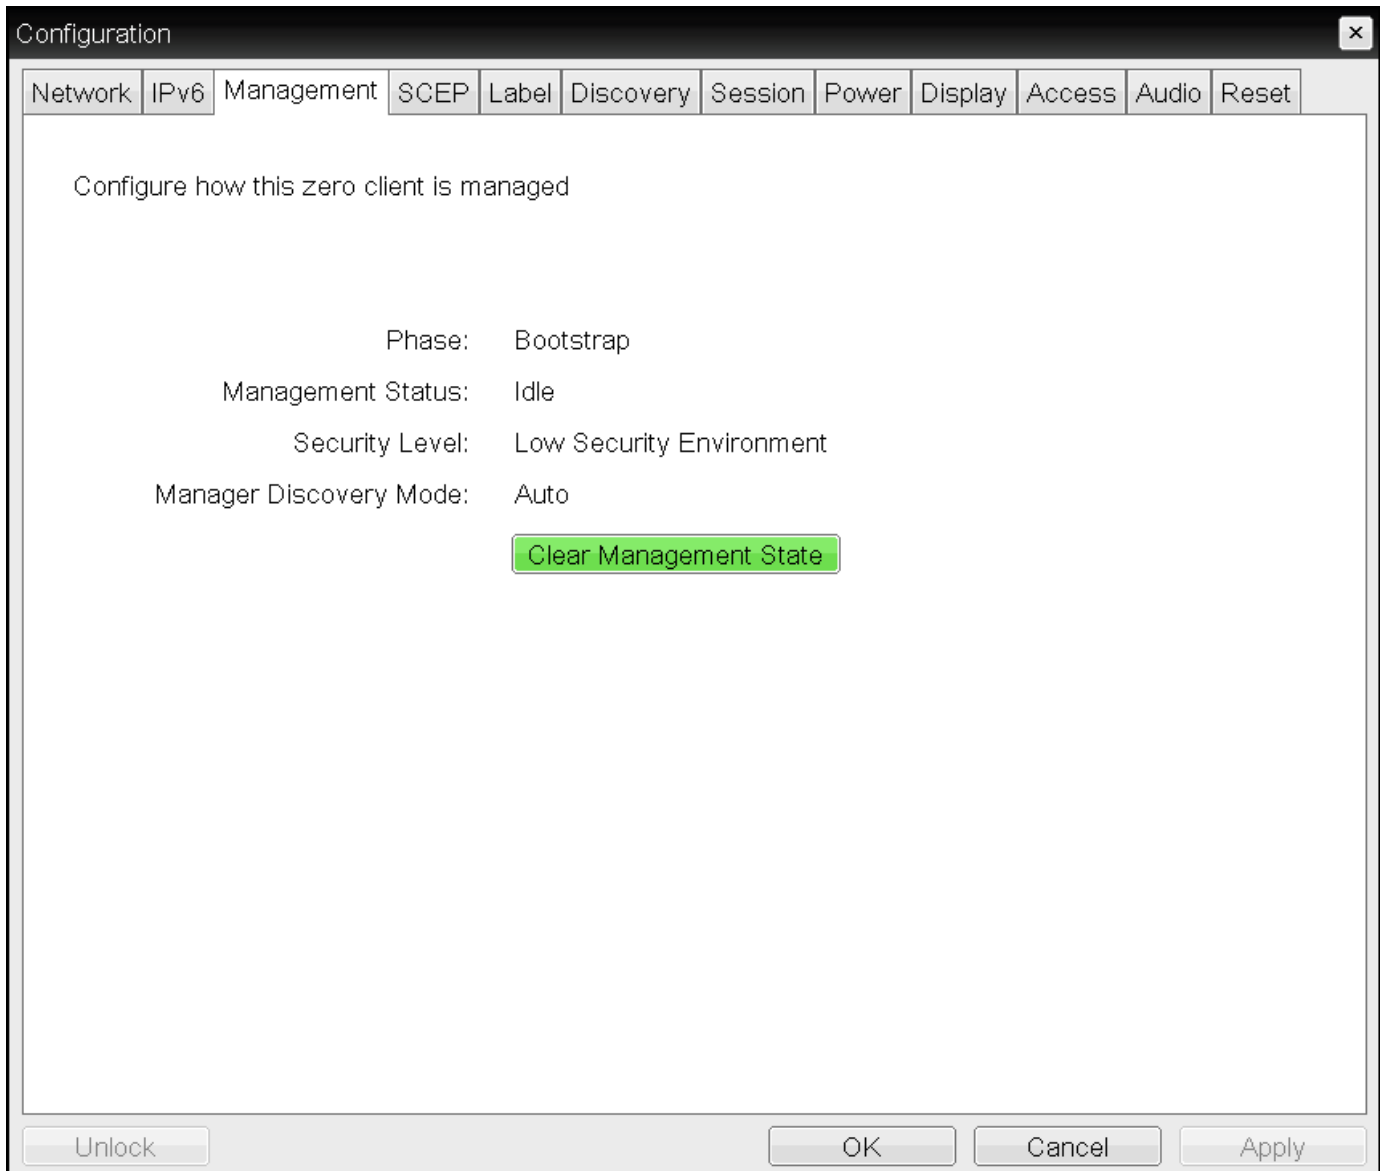 Configuration
Network IPv6 Management SCEP Label Discovery Session Power Display Access Audio Reset
Configure how this zero client is managed
Phase: Bootstrap
Management Status: Idle
Security Level: Low Security Environment
Manager Discovery Mode: Auto
Clear Management State
Unlock OK Cancel Apply